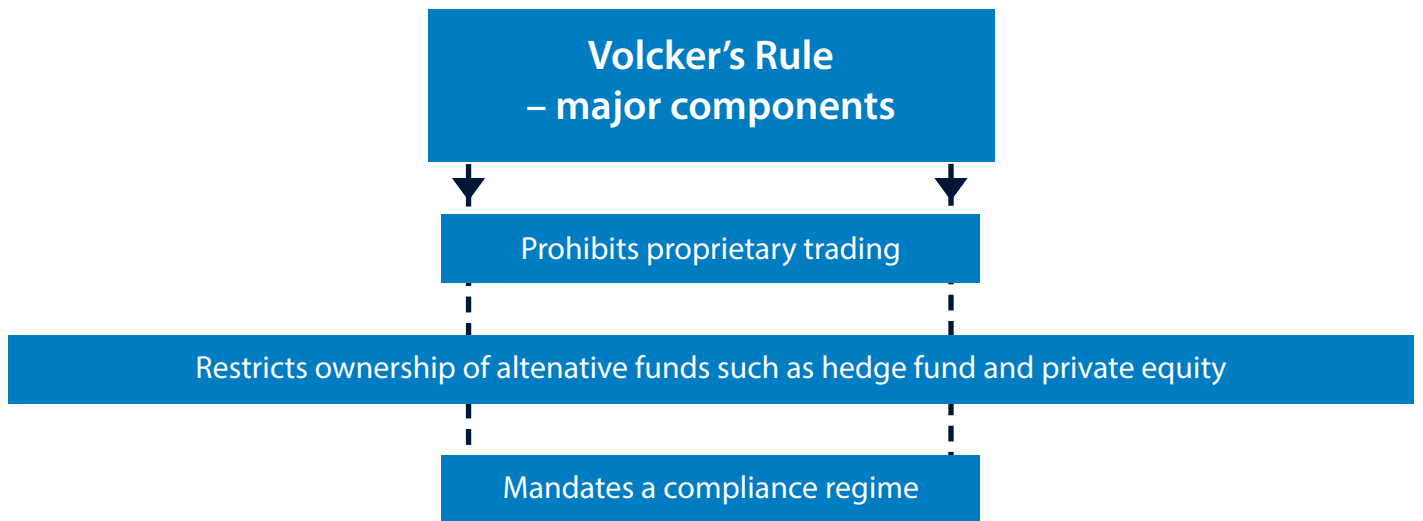 Volcker’s Rule
– major components
Prohibits proprietary trading
Restricts ownership of altenative funds such as hedge fund and private equity
Mandates a compliance regime